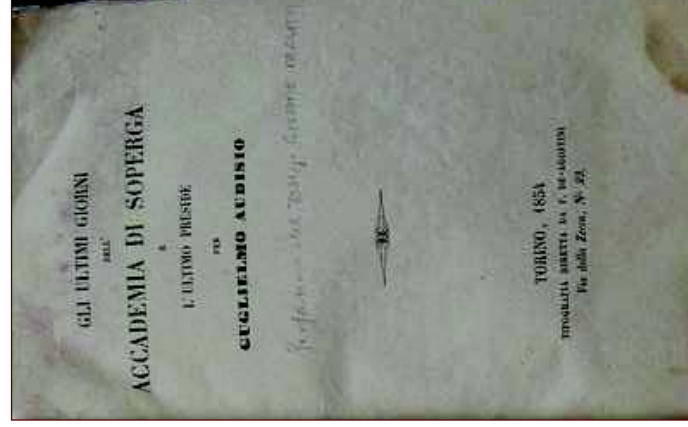 GLI ULTIMI GIORNI
DELL'
ACCADEMIA DI SOPERGA
E
L'ULTIMO PRESIDE
PER
GUGLIELMO AUDISIO
TORINO, 1854
TIPOGRAFIA DIRETTA DA P. DE-AGOSTINI
Via della Zecca, N. 23.